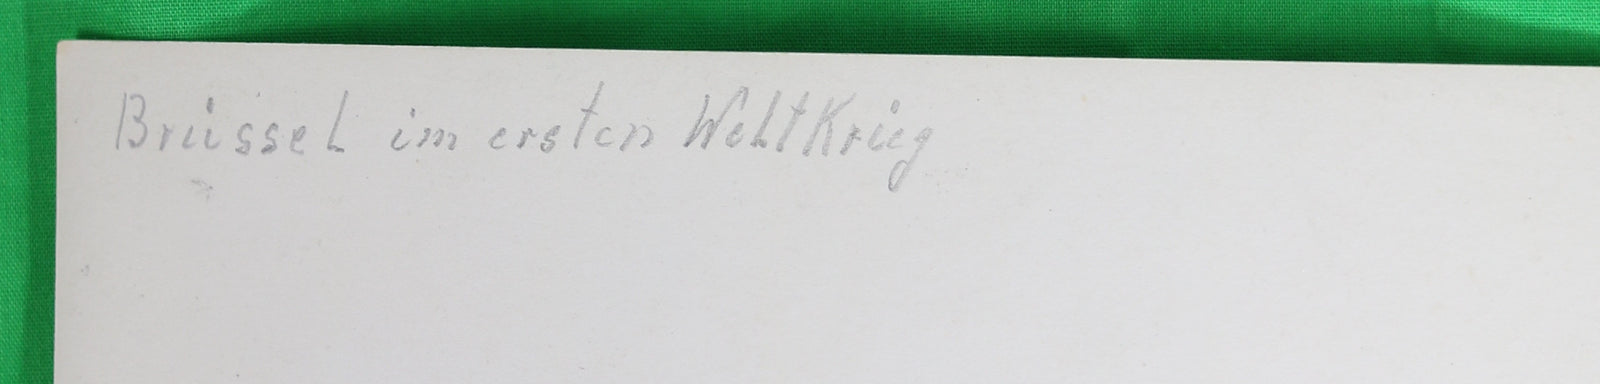 Brüssel im ersten WeltKrieg